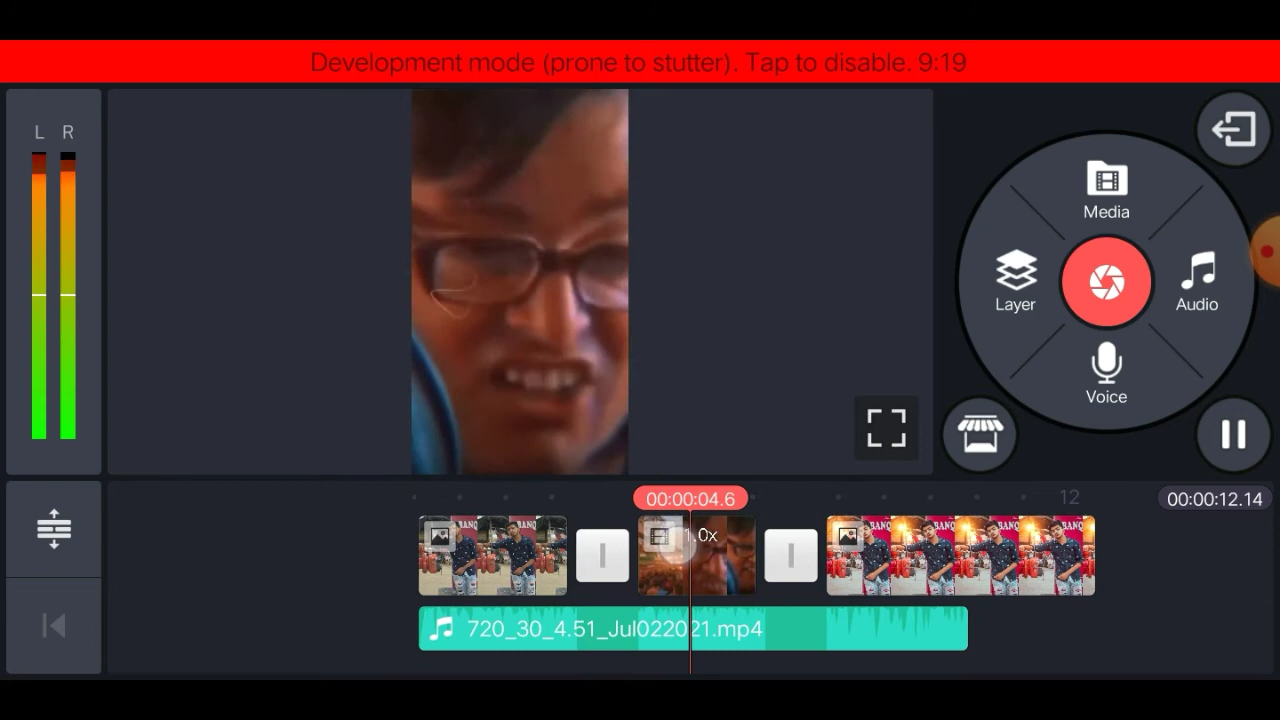 Development mode (prone to stutter). Tap to disable. 9:19
L R
Media
Layer
Audio
Voice
00:00:04.6
12
00:00:12.14
1.0x
720_30_4.51_Jul022021.mp4